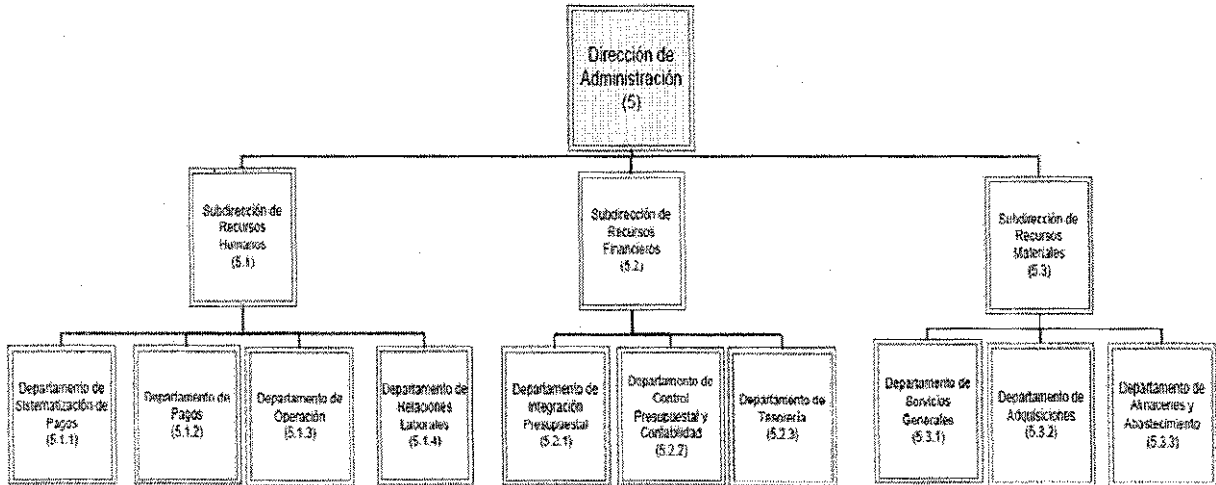 Dirección de
Administración
(5)
Subdirección de
Recursos
Humanos
(5.1)
Subdirección de
Recursos
Financieros
(5.2)
Subdirección de
Recursos
Materiales
(5.3)
Departamento de
Sistematización de
Pagos
(5.1.1)
Departamento de
Pagos
(5.1.2)
Departamento de
Operación
(5.1.3)
Departamento de
Relaciones
Laborales
(5.1.4)
Departamento de
Integración
Presupuestal
(5.2.1)
Departamento de
Control
Presupuestal y
Contabilidad
(5.2.2)
Departamento de
Tesorería
(5.2.3)
Departamento de
Servicios
Generales
(5.3.1)
Departamento de
Adquisiciones
(5.3.2)
Departamento de
Almacenes y
Abastecimiento
(5.3.3)